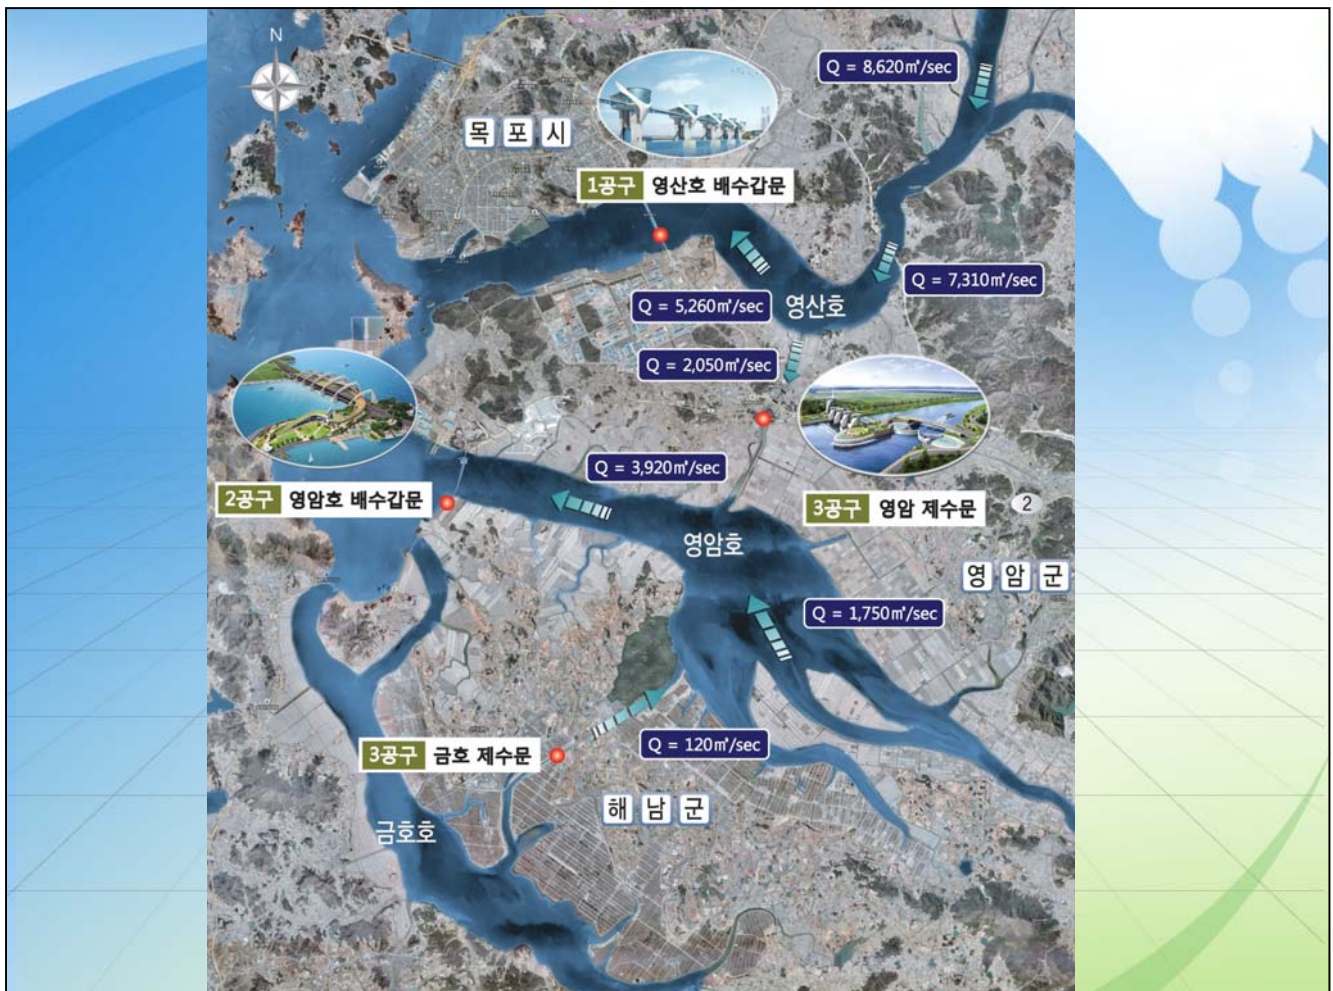 N
Q = 8,620㎥/sec
목포시
1공구 영산호 배수갑문
Q = 7,310㎥/sec
Q = 5,260㎥/sec
영산호
Q = 2,050㎥/sec
Q = 3,920㎥/sec
2공구 영암호 배수갑문
3공구 영암 제수문
2
영암호
영암군
Q = 1,750㎥/sec
Q = 120㎥/sec
3공구 금호 제수문
해남군
금호호